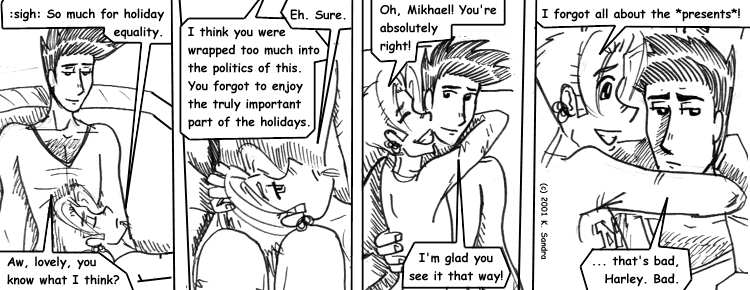 :sigh: So much for holiday
equality.
Aw, lovely, you
know what I think?
Eh. Sure.
I think you were
wrapped too much into
the politics of this.
You forgot to enjoy
the truly important
part of the holidays.
Oh, Mikhael! You're
absolutely
right!
I'm glad you
see it that way!
I forgot all about the *presents*!
... that's bad,
Harley. Bad.
(c) 2001 K. Sandro